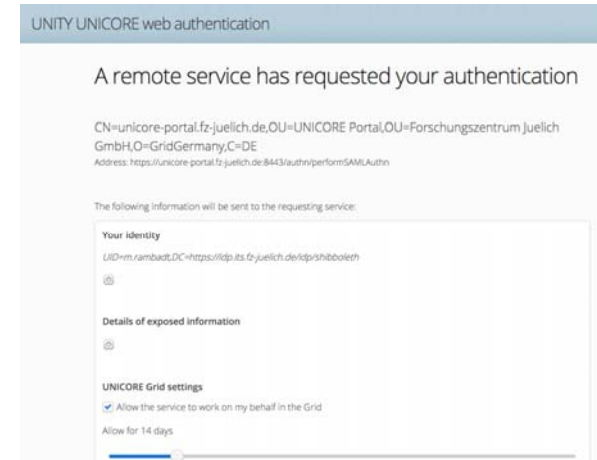 UNITY UNICORE web authentication
A remote service has requested your authentication
CN=unicore-portal.fz-juelich.de,OU=UNICORE Portal,OU=Forschungszentrum Juelich
GmbH,O=GridGermany,C=DE
Address: https://unicore-portal.fz-juelich.de:8443/authn/performSAMLAuthn
The following information will be sent to the requesting service:
Your identity
UID=m.rambadt,DC=https://idp.its.fz-juelich.de/idp/shibboleth
Details of exposed information
UNICORE Grid settings
Allow the service to work on my behalf in the Grid
Allow for 14 days